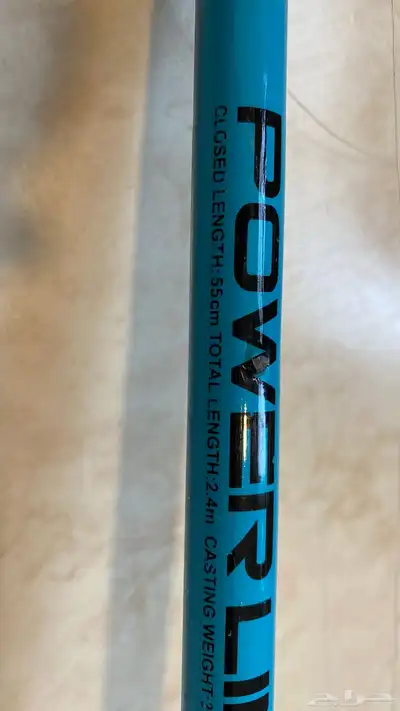 POWER LI
CLOSED LENGTH: 55cm TOTAL LENGTH: 2.4m CASTING WEIGHT: